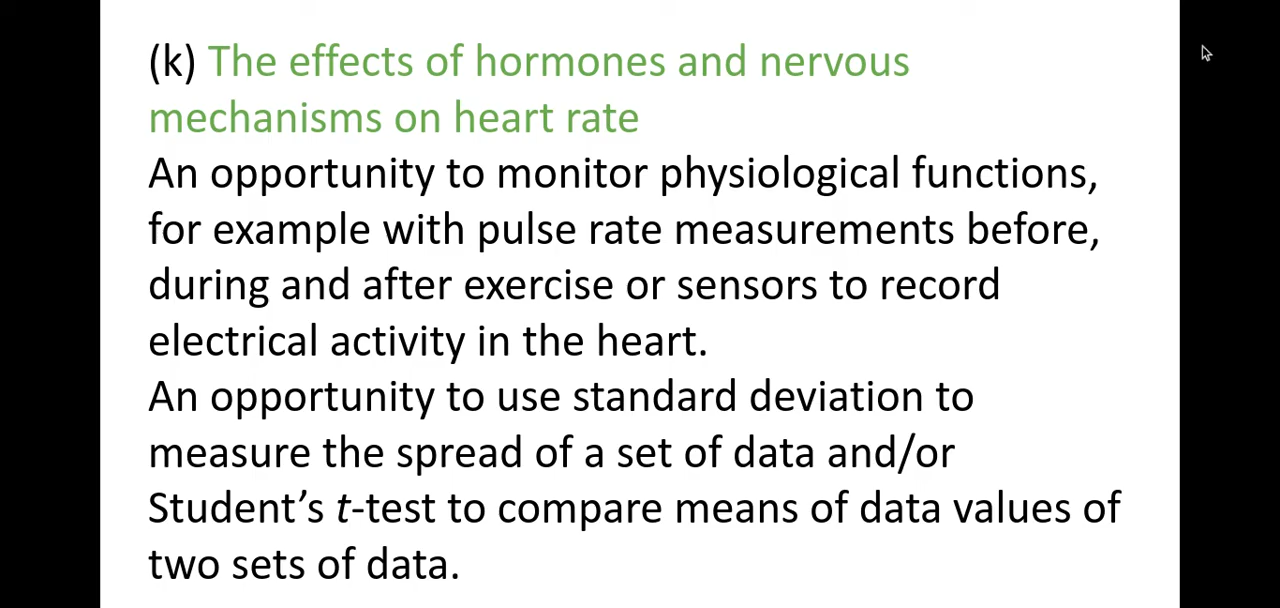 (k) The effects of hormones and nervous
mechanisms on heart rate
An opportunity to monitor physiological functions,
for example with pulse rate measurements before,
during and after exercise or sensors to record
electrical activity in the heart.
An opportunity to use standard deviation to
measure the spread of a set of data and/or
Student’s t-test to compare means of data values of
two sets of data.